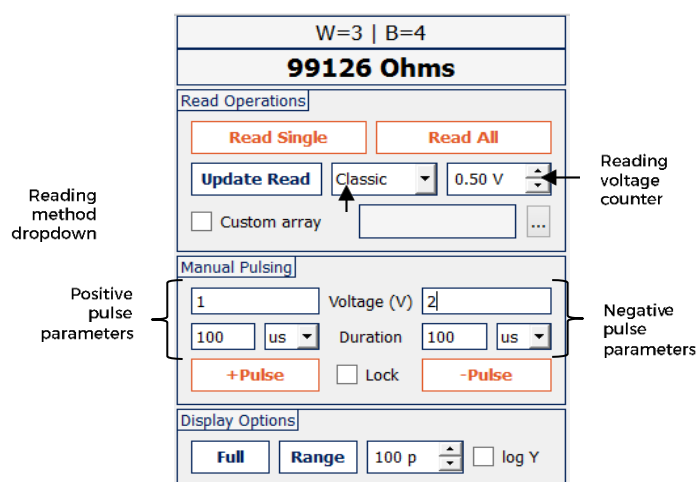 W=3 | B=4
99126 Ohms
Read Operations
Read Single
Read All
Update Read
Classic
0.50 V
Custom array
...
Reading
method
dropdown
Reading
voltage
counter
Manual Pulsing
1
Voltage (V)
2
100
us
Duration
100
us
+Pulse
Lock
-Pulse
Positive
pulse
parameters
Negative
pulse
parameters
Display Options
Full
Range
100 p
log Y